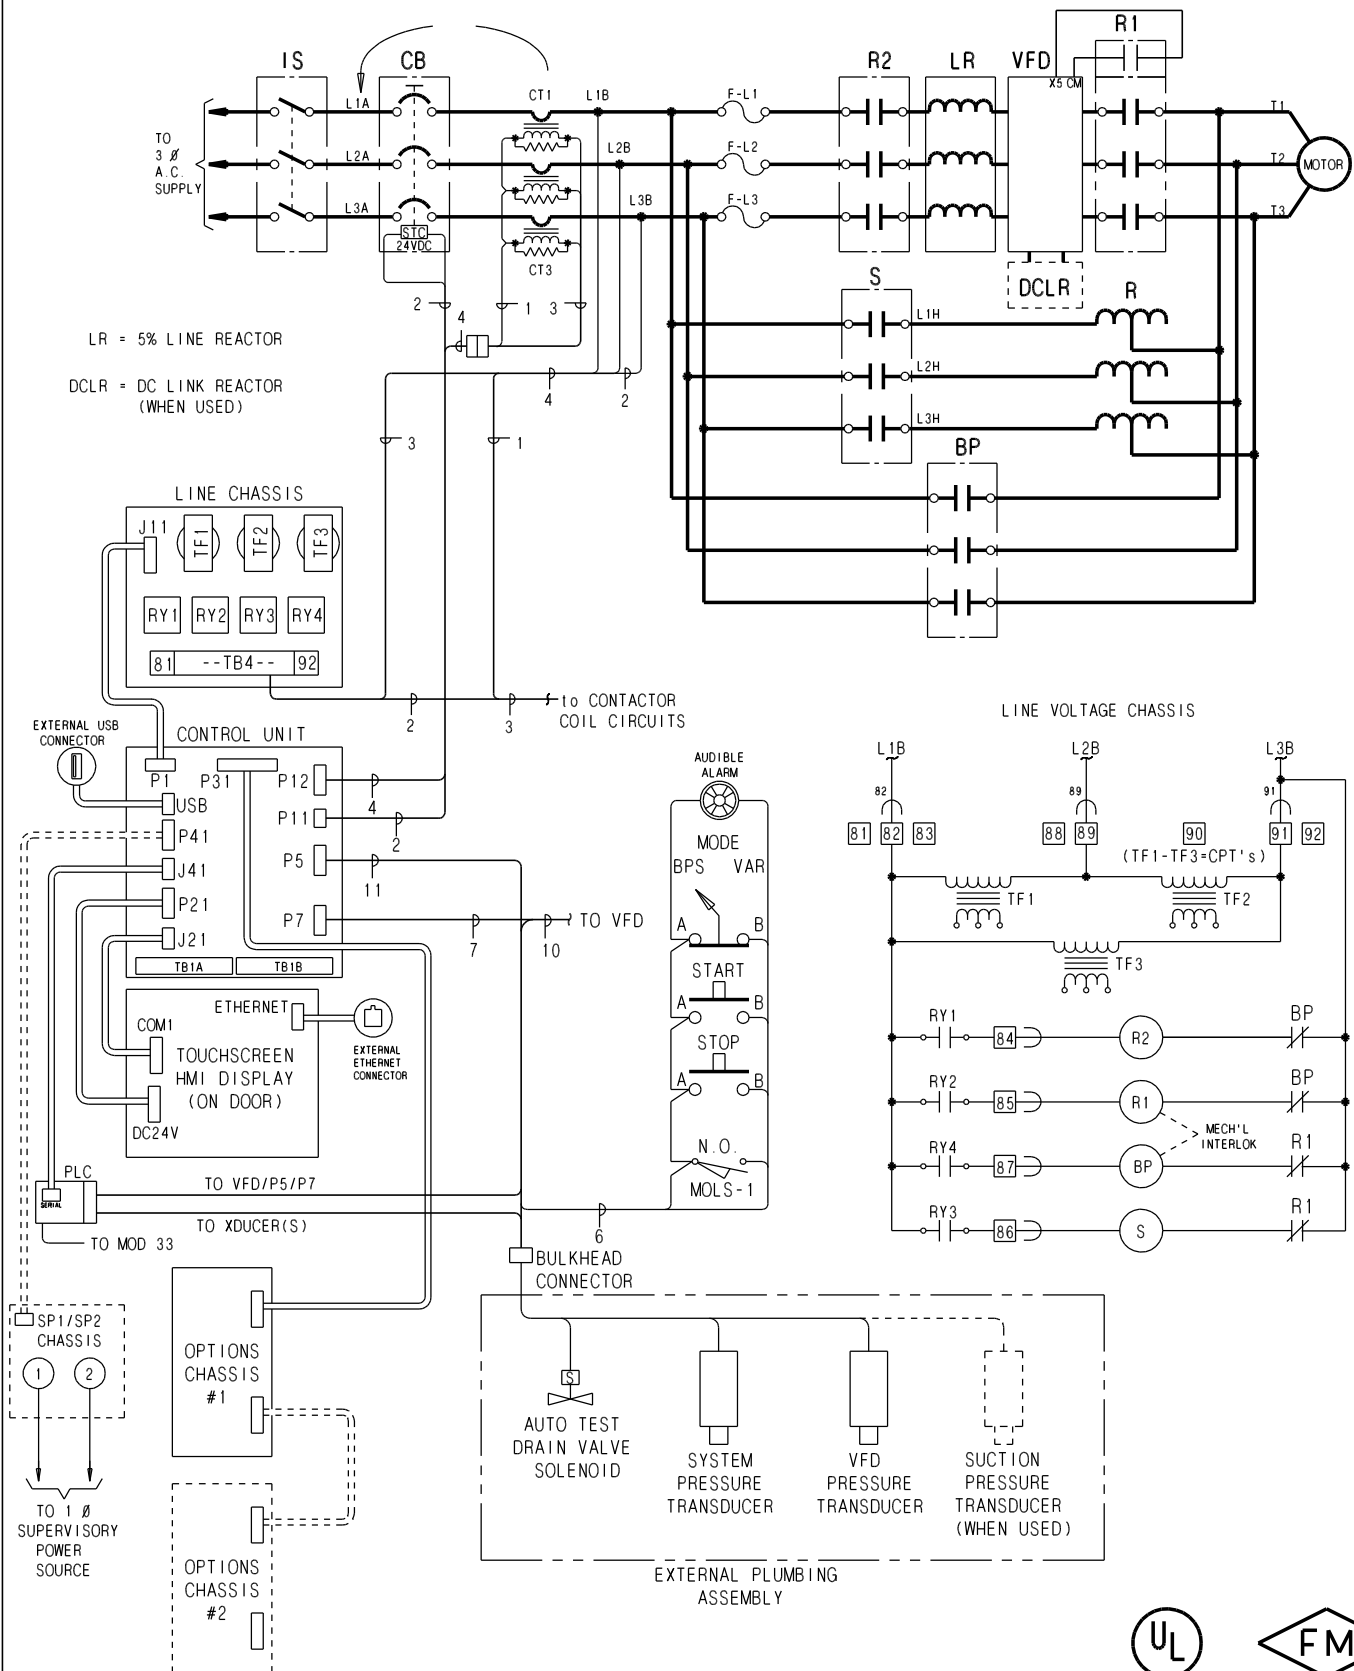 R1
IS
CB
R2
LR
VFD
X5 CM
L1A
CT1
L1B
F-L1
T1
TO
3 Ø
A.C.
SUPPLY
L2A
L2B
F-L2
T2
MOTOR
L3A
L3B
F-L3
T3
STC
24VDC
CT3
DCLR
S
R
2
4
1
3
L1H
LR = 5% LINE REACTOR
L2H
DCLR = DC LINK REACTOR
(WHEN USED)
4
2
L3H
3
1
BP
LINE CHASSIS
J11
TF1
TF2
TF3
RY1
RY2
RY3
RY4
81
--TB4--
92
2
3
to CONTACTOR
COIL CIRCUITS
LINE VOLTAGE CHASSIS
EXTERNAL USB
CONNECTOR
CONTROL UNIT
L1B
L2B
L3B
P1
P31
P12
4
AUDIBLE
ALARM
82
89
91
USB
P11
2
P41
81
82
83
88
89
90
91
92
MODE
(TF1-TF3=CPT's)
J41
P5
11
BPS
VAR
P21
TF1
TF2
P7
7
10
TO VFD
A
B
J21
TB1A
TB1B
TF3
START
A
B
ETHERNET
COM1
RY1
84
R2
BP
STOP
TOUCHSCREEN
HMI DISPLAY
(ON DOOR)
EXTERNAL
ETHERNET
CONNECTOR
A
B
RY2
85
R1
BP
DC24V
MECH'L
INTERLOK
N.O.
MOLS-1
RY4
87
BP
R1
PLC
SERIAL
TO VFD/P5/P7
TO XDUCER(S)
TO MOD 33
6
RY3
86
S
R1
BULKHEAD
CONNECTOR
SP1/SP2
CHASSIS
1
2
OPTIONS
CHASSIS
#1
S
AUTO TEST
DRAIN VALVE
SOLENOID
SYSTEM
PRESSURE
TRANSDUCER
VFD
PRESSURE
TRANSDUCER
SUCTION
PRESSURE
TRANSDUCER
(WHEN USED)
TO 1 Ø
SUPERVISORY
POWER
SOURCE
OPTIONS
CHASSIS
#2
EXTERNAL PLUMBING
ASSEMBLY
UL
FM